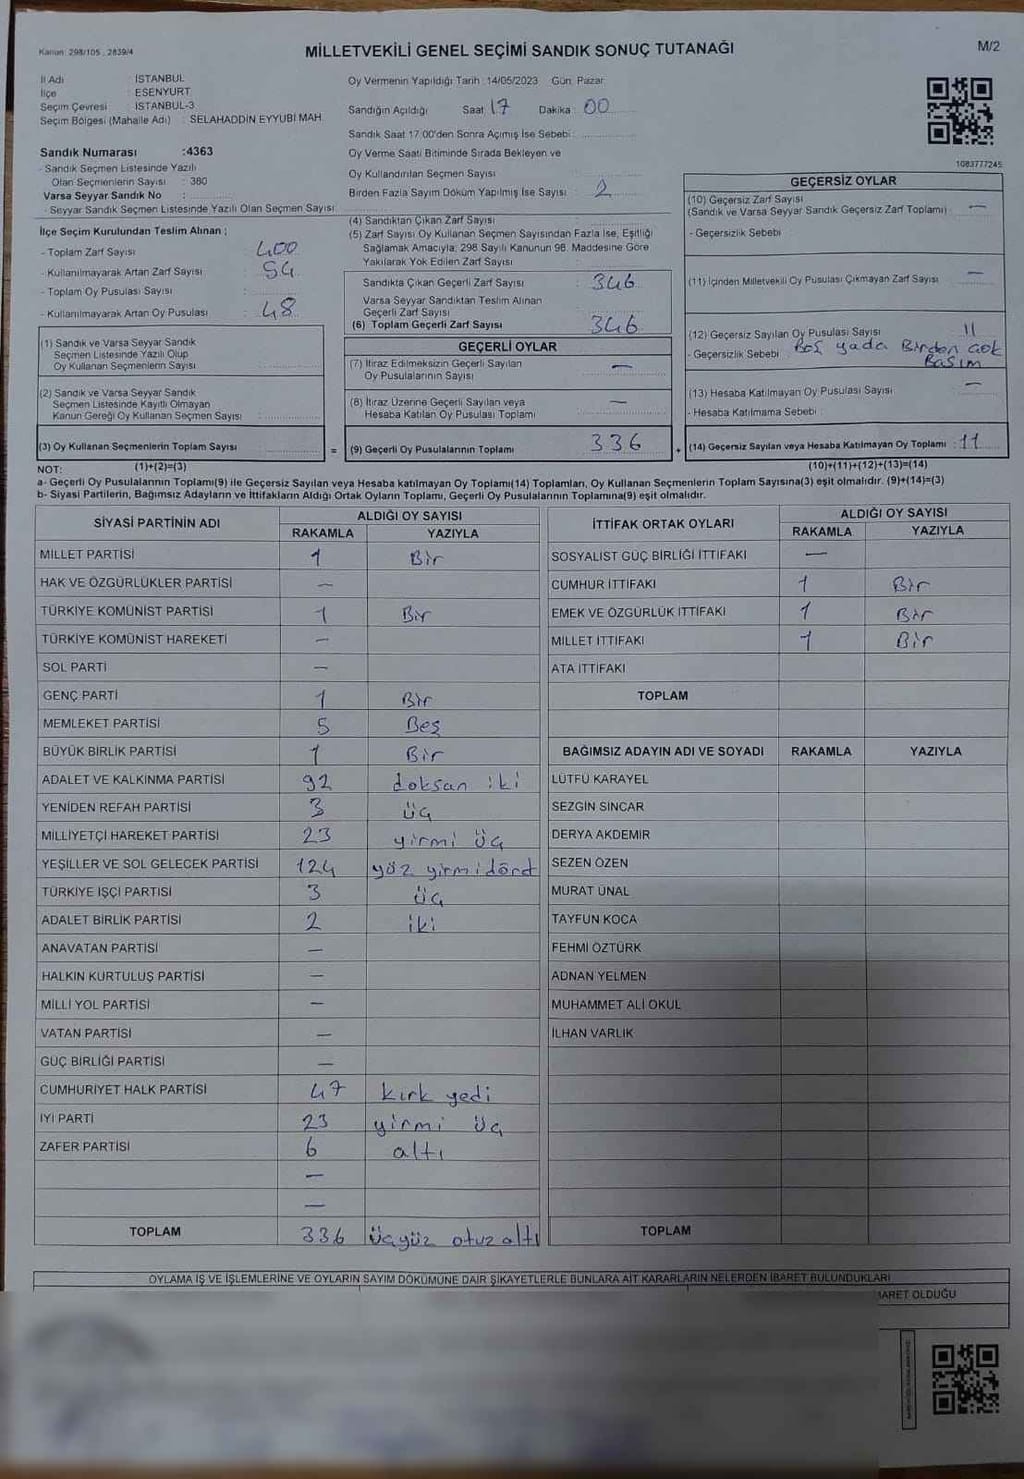 Kanun: 298/105, 2839/4
MİLLETVEKİLİ GENEL SEÇİMİ SANDIK SONUÇ TUTANAĞI
M/2
İl Adı : İSTANBUL
İlçe : ESENYURT
Seçim Çevresi : İSTANBUL-3
Seçim Bölgesi (Mahalle Adı) : SELAHADDİN EYYUBİ MAH.
Oy Vermenin Yapıldığı Tarih : 14/05/2023 Gün: Pazar
Sandığın Açıldığı Saat: 17 Dakika: 00
Sandık Saat 17:00'den Sonra Açımış İse Sebebi :
Oy Verme Saati Bitiminde Sırada Bekleyen ve
Oy Kullandırılan Seçmen Sayısı
Birden Fazla Sayım Döküm Yapılmış İse Sayısı : 2
1083777245
Sandık Numarası :4363
- Sandık Seçmen Listesinde Yazılı
Olan Seçmenlerin Sayısı : 380
Varsa Seyyar Sandık No :
- Seyyar Sandık Seçmen Listesinde Yazılı Olan Seçmen Sayısı:
İlçe Seçim Kurulundan Teslim Alınan ;
- Toplam Zarf Sayısı : 400
- Kullanılmayarak Artan Zarf Sayısı : 54
- Toplam Oy Pusulası Sayısı :
- Kullanılmayarak Artan Oy Pusulası : 48
(1) Sandık ve Varsa Seyyar Sandık
Seçmen Listesinde Yazılı Olup
Oy Kullanan Seçmenlerin Sayısı
(2) Sandık ve Varsa Seyyar Sandık
Seçmen Listesinde Kayıtlı Olmayan
Kanun Gereği Oy Kullanan Seçmen Sayısı :
(3) Oy Kullanan Seçmenlerin Toplam Sayısı
(4) Sandıktan Çıkan Zarf Sayısı :
(5) Zarf Sayısı Oy Kullanan Seçmen Sayısından Fazla İse, Eşitliği
Sağlamak Amacıyla; 298 Sayılı Kanunun 98. Maddesine Göre
Yakılarak Yok Edilen Zarf Sayısı :
Sandıkta Çıkan Geçerli Zarf Sayısı : 346
Varsa Seyyar Sandıktan Teslim Alınan
Geçerli Zarf Sayısı :
(6) Toplam Geçerli Zarf Sayısı 346
GEÇERLİ OYLAR
(7) İtiraz Edilmeksizin Geçerli Sayılan
Oy Pusulalarının Sayısı : —
(8) İtiraz Üzerine Geçerli Sayılan veya
Hesaba Katılan Oy Pusulası Toplamı —
= (9) Geçerli Oy Pusulalarının Toplamı 336
GEÇERSİZ OYLAR
(10) Geçersiz Zarf Sayısı
(Sandık ve Varsa Seyyar Sandık Geçersiz Zarf Toplamı) : —
- Geçersizlik Sebebi :
(11) İçinden Milletvekili Oy Pusulası Çıkmayan Zarf Sayısı —
(12) Geçersiz Sayılan Oy Pusulası Sayısı 11
- Geçersizlik Sebebi : Boş yada Birden çok
Basım
(13) Hesaba Katılmayan Oy Pusulası Sayısı —
- Hesaba Katılmama Sebebi :
+ (14) Geçersiz Sayılan veya Hesaba Katılmayan Oy Toplamı : 11
NOT: (1)+(2)=(3)
(10)+(11)+(12)+(13)=(14)
a- Geçerli Oy Pusulalarının Toplamı(9) ile Geçersiz Sayılan veya Hesaba katılmayan Oy Toplamı(14) Toplamları, Oy Kullanan Seçmenlerin Toplam Sayısına(3) eşit olmalıdır. (9)+(14)=(3)
b- Siyasi Partilerin, Bağımsız Adayların ve İttifakların Aldığı Ortak Oyların Toplamı, Geçerli Oy Pusulalarının Toplamına(9) eşit olmalıdır.
SİYASİ PARTİNİN ADI ALDIĞI OY SAYISI
RAKAMLA YAZIYLA
MİLLET PARTİSİ 1 Bir
HAK VE ÖZGÜRLÜKLER PARTİSİ —
TÜRKİYE KOMÜNİST PARTİSİ 1 Bir
TÜRKİYE KOMÜNİST HAREKETİ —
SOL PARTİ —
GENÇ PARTİ 1 Bir
MEMLEKET PARTİSİ 5 Beş
BÜYÜK BİRLİK PARTİSİ 1 Bir
ADALET VE KALKINMA PARTİSİ 92 doksan iki
YENİDEN REFAH PARTİSİ 3 üç
MİLLİYETÇİ HAREKET PARTİSİ 23 yirmi üç
YEŞİLLER VE SOL GELECEK PARTİSİ 124 yüz yirmi dört
TÜRKİYE İŞÇİ PARTİSİ 3 üç
ADALET BİRLİK PARTİSİ 2 iki
ANAVATAN PARTİSİ —
HALKIN KURTULUŞ PARTİSİ —
MİLLİ YOL PARTİSİ —
VATAN PARTİSİ —
GÜÇ BİRLİĞİ PARTİSİ —
CUMHURİYET HALK PARTİSİ 47 kırk yedi
İYİ PARTİ 23 yirmi üç
ZAFER PARTİSİ 6 altı
—
—
TOPLAM 336 üçyüz otuz altı
İTTİFAK ORTAK OYLARI ALDIĞI OY SAYISI
RAKAMLA YAZIYLA
SOSYALİST GÜÇ BİRLİĞİ İTTİFAKI —
CUMHUR İTTİFAKI 1 Bir
EMEK VE ÖZGÜRLÜK İTTİFAKI 1 Bir
MİLLET İTTİFAKI 1 Bir
ATA İTTİFAKI
TOPLAM
BAĞIMSIZ ADAYIN ADI VE SOYADI RAKAMLA YAZIYLA
LÜTFÜ KARAYEL
SEZGİN SİNCAR
DERYA AKDEMİR
SEZEN ÖZEN
MURAT ÜNAL
TAYFUN KOCA
FEHMİ ÖZTÜRK
ADNAN YELMEN
MUHAMMET ALİ OKUL
İLHAN VARLIK
TOPLAM
OYLAMA İŞ VE İŞLEMLERİNE VE OYLARIN SAYIM DÖKÜMÜNE DAİR ŞİKAYETLERLE BUNLARA AİT KARARLARIN NELERDEN İBARET BULUNDUKLARI
İBARET OLDUĞU